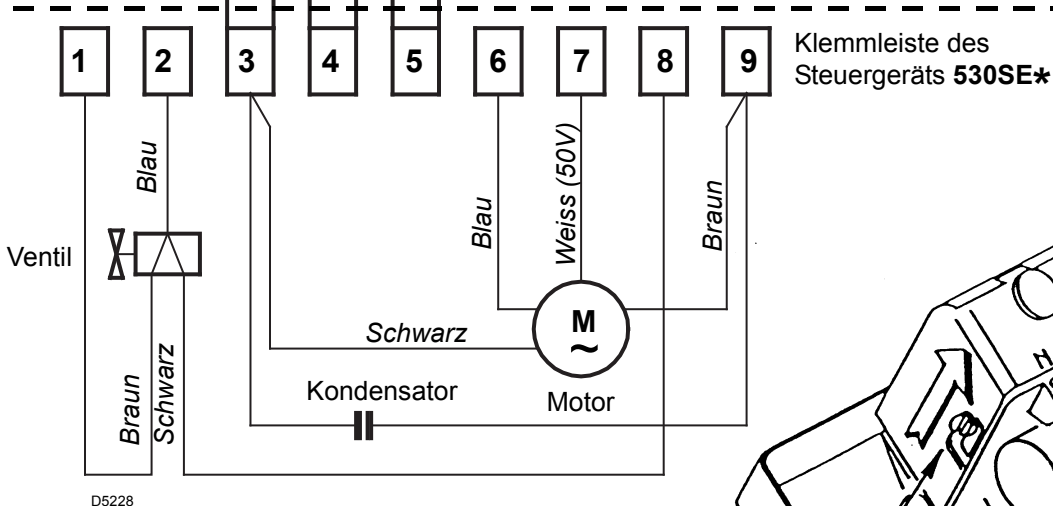 1
2
3
4
5
6
7
8
9
Klemmleiste des
Steuergeräts 530SE*
Blau
Blau
Weiss (50V)
Braun
Ventil
Schwarz
M
~
Braun
Schwarz
Kondensator
Motor
D5228